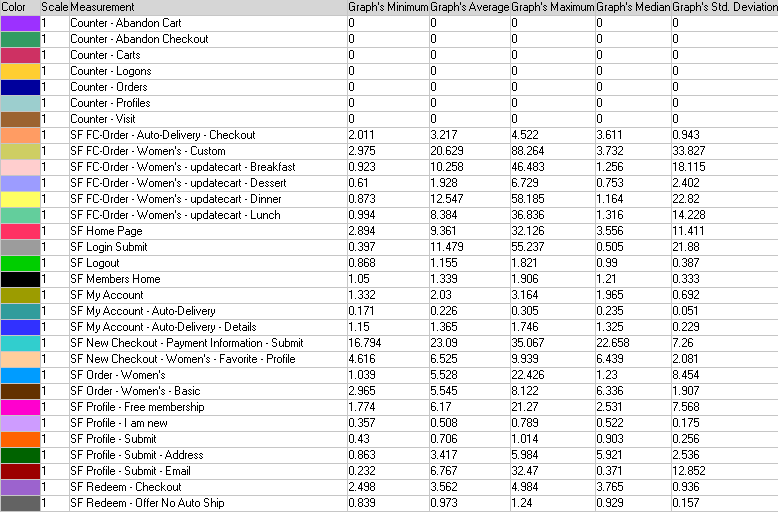 Color Scale Measurement Graph's Minimum Graph's Average Graph's Maximum Graph's Median Graph's Std. Deviation
1 Counter - Abandon Cart 0 0 0 0 0
1 Counter - Abandon Checkout 0 0 0 0 0
1 Counter - Carts 0 0 0 0 0
1 Counter - Logons 0 0 0 0 0
1 Counter - Orders 0 0 0 0 0
1 Counter - Profiles 0 0 0 0 0
1 Counter - Visit 0 0 0 0 0
1 SF FC-Order - Auto-Delivery - Checkout 2.011 3.217 4.522 3.611 0.943
1 SF FC-Order - Women's - Custom 2.975 20.629 88.264 3.732 33.827
1 SF FC-Order - Women's - updatecart - Breakfast 0.923 10.258 46.483 1.256 18.115
1 SF FC-Order - Women's - updatecart - Dessert 0.61 1.928 6.729 0.753 2.402
1 SF FC-Order - Women's - updatecart - Dinner 0.873 12.547 58.185 1.164 22.82
1 SF FC-Order - Women's - updatecart - Lunch 0.994 8.384 36.836 1.316 14.228
1 SF Home Page 2.894 9.361 32.126 3.556 11.411
1 SF Login Submit 0.397 11.479 55.237 0.505 21.88
1 SF Logout 0.868 1.155 1.821 0.99 0.387
1 SF Members Home 1.05 1.339 1.906 1.21 0.333
1 SF My Account 1.332 2.03 3.164 1.965 0.692
1 SF My Account - Auto-Delivery 0.171 0.226 0.305 0.235 0.051
1 SF My Account - Auto-Delivery - Details 1.15 1.365 1.746 1.325 0.229
1 SF New Checkout - Payment Information - Submit 16.794 23.09 35.067 22.658 7.26
1 SF New Checkout - Women's - Favorite - Profile 4.616 6.525 9.939 6.439 2.081
1 SF Order - Women's 1.039 5.528 22.426 1.23 8.454
1 SF Order - Women's - Basic 2.965 5.545 8.122 6.336 1.907
1 SF Profile - Free membership 1.774 6.17 21.27 2.531 7.568
1 SF Profile - I am new 0.357 0.508 0.789 0.522 0.175
1 SF Profile - Submit 0.43 0.706 1.014 0.903 0.256
1 SF Profile - Submit - Address 0.863 3.417 5.984 5.921 2.536
1 SF Profile - Submit - Email 0.232 6.767 32.47 0.371 12.852
1 SF Redeem - Checkout 2.498 3.562 4.984 3.765 0.936
1 SF Redeem - Offer No Auto Ship 0.839 0.973 1.24 0.929 0.157